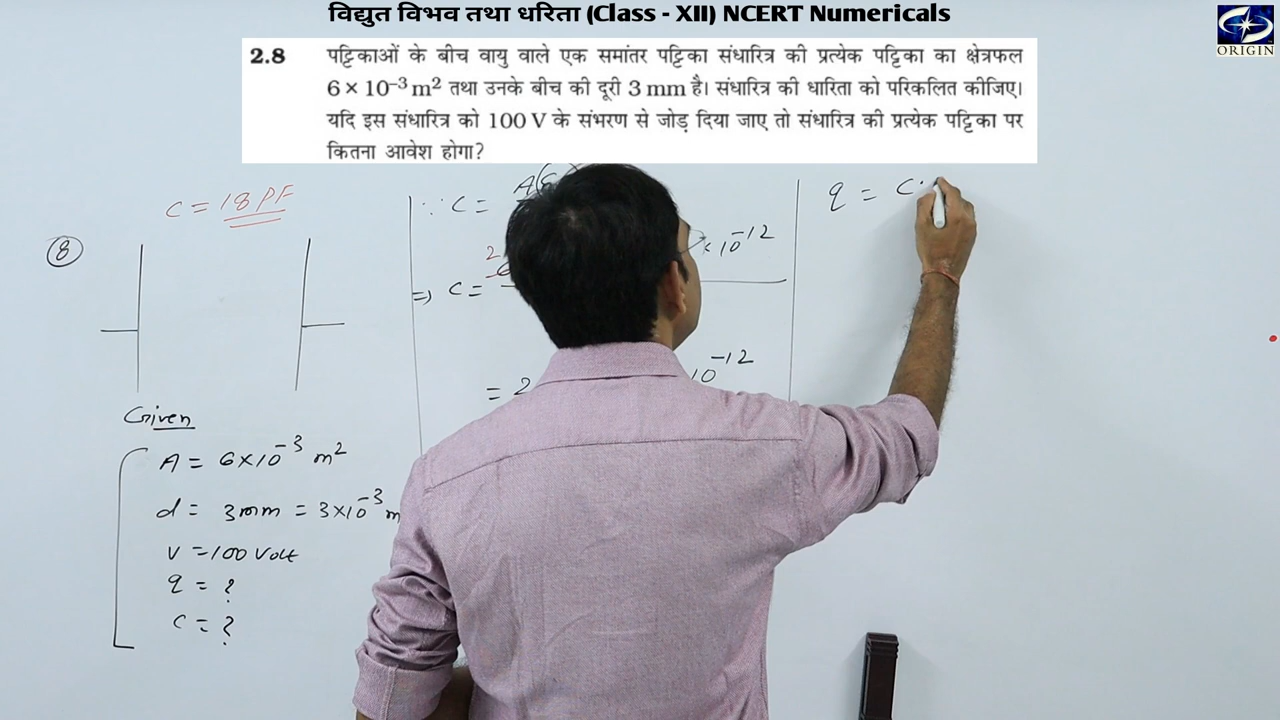 विद्युत विभव तथा धरिता (Class - XII) NCERT Numericals
ORIGIN
2.8 पट्टिकाओं के बीच वायु वाले एक समांतर पट्टिका संधारित्र की प्रत्येक पट्टिका का क्षेत्रफल
6 × 10⁻³ m² तथा उनके बीच की दूरी 3 mm है। संधारित्र की धारिता को परिकलित कीजिए।
यदि इस संधारित्र को 100 V के संभरण से जोड़ दिया जाए तो संधारित्र की प्रत्येक पट्टिका पर
कितना आवेश होगा?
C = 18 PF
8
Given
A = 6×10⁻³ m²
d = 3mm = 3×10⁻³ m
V = 100 Volt
q = ?
C = ?
∵ C =
⇒ C =
× 10⁻¹²
= 2
10⁻¹²
q = C